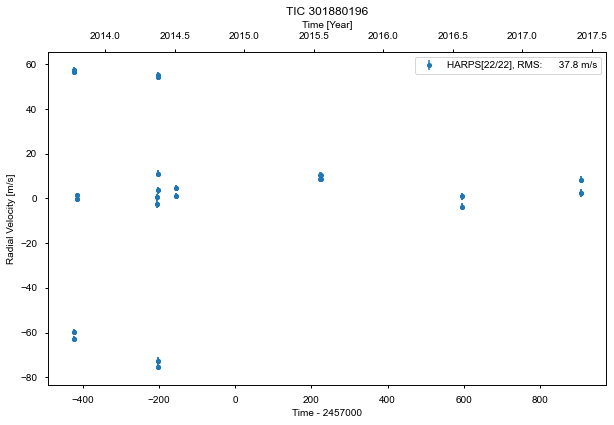 TIC 301880196
Time [Year]
2014.0 2014.5 2015.0 2015.5 2016.0 2016.5 2017.0 2017.5
HARPS[22/22], RMS: 37.8 m/s
60
40
20
0
−20
−40
−60
−80
Radial Velocity [m/s]
−400 −200 0 200 400 600 800
Time - 2457000